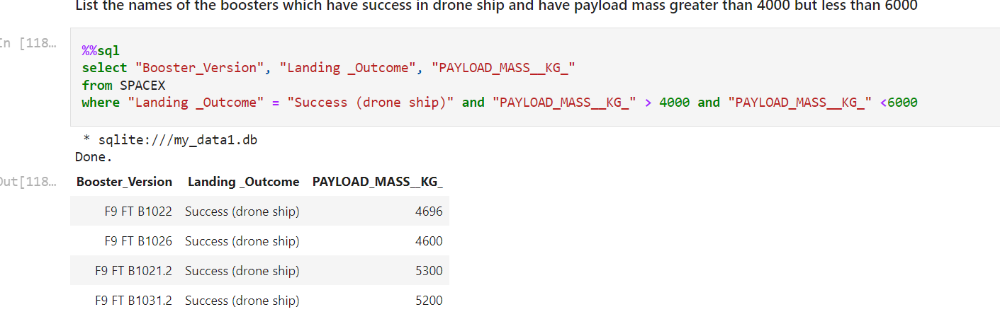 List the names of the boosters which have success in drone ship and have payload mass greater than 4000 but less than 6000
In [118…
%%sql
select "Booster_Version", "Landing _Outcome", "PAYLOAD_MASS__KG_"
from SPACEX
where "Landing _Outcome" = "Success (drone ship)" and "PAYLOAD_MASS__KG_" > 4000 and "PAYLOAD_MASS__KG_" <6000
* sqlite:///my_data1.db
Done.
Out[118…
Booster_Version Landing _Outcome PAYLOAD_MASS__KG_
F9 FT B1022 Success (drone ship) 4696
F9 FT B1026 Success (drone ship) 4600
F9 FT B1021.2 Success (drone ship) 5300
F9 FT B1031.2 Success (drone ship) 5200